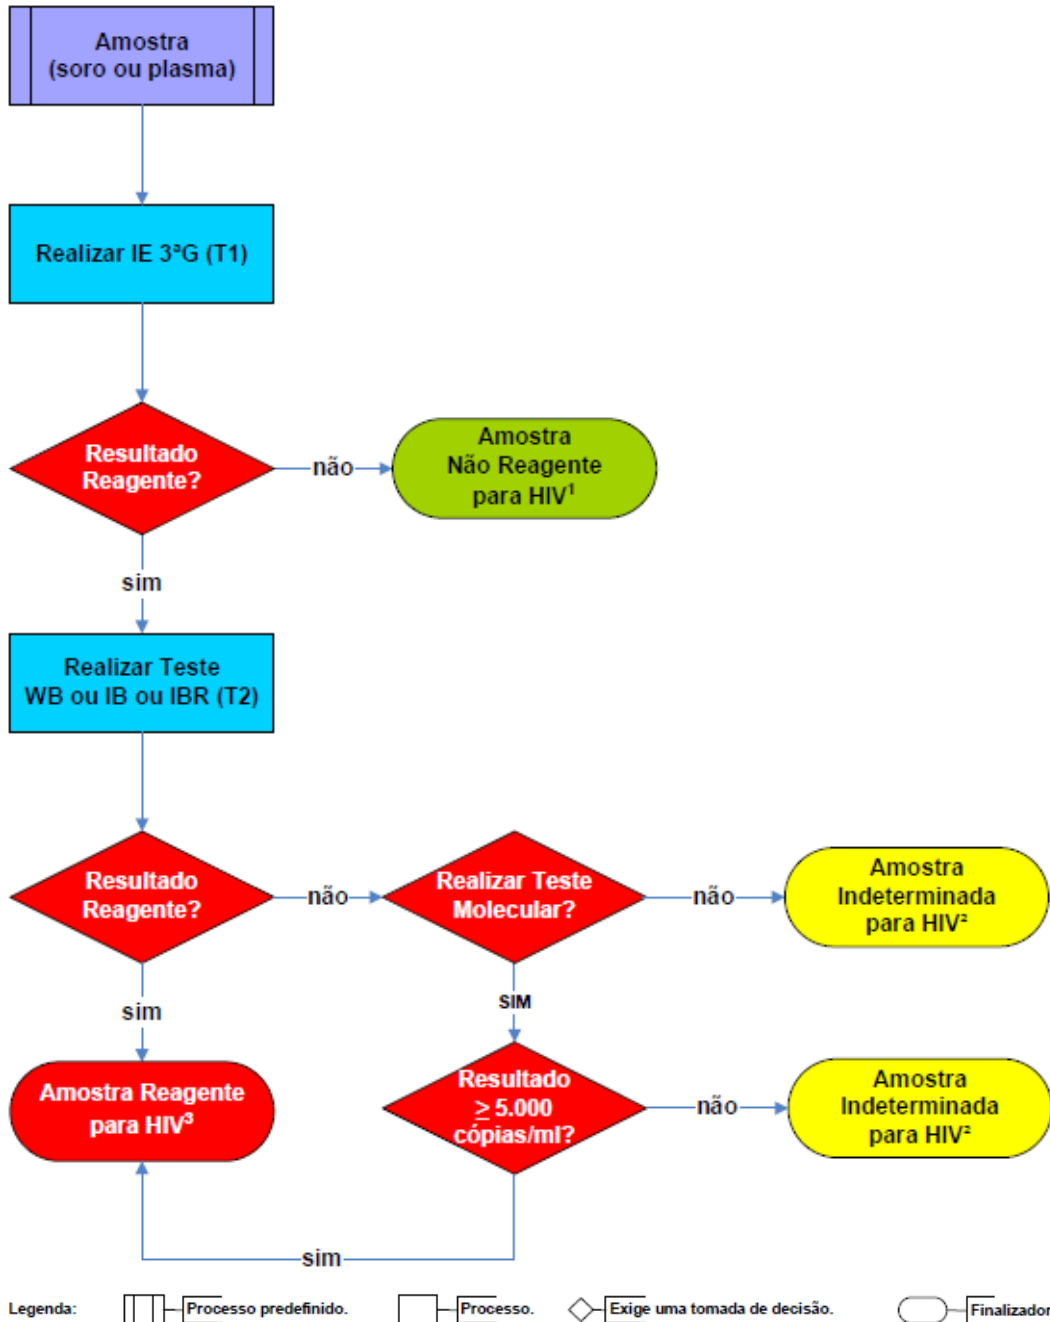 Amostra
(soro ou plasma)
Realizar IE 3ªG (T1)
Resultado
Reagente?
não
Amostra
Não Reagente
para HIV¹
sim
Realizar Teste
WB ou IB ou IBR (T2)
Resultado
Reagente?
não
Realizar Teste
Molecular?
não
Amostra
Indeterminada
para HIV²
sim
SIM
Amostra Reagente
para HIV³
Resultado
≥ 5.000
cópias/ml?
não
Amostra
Indeterminada
para HIV²
sim
Legenda: Processo predefinido. Processo. Exige uma tomada de decisão. Finalizador